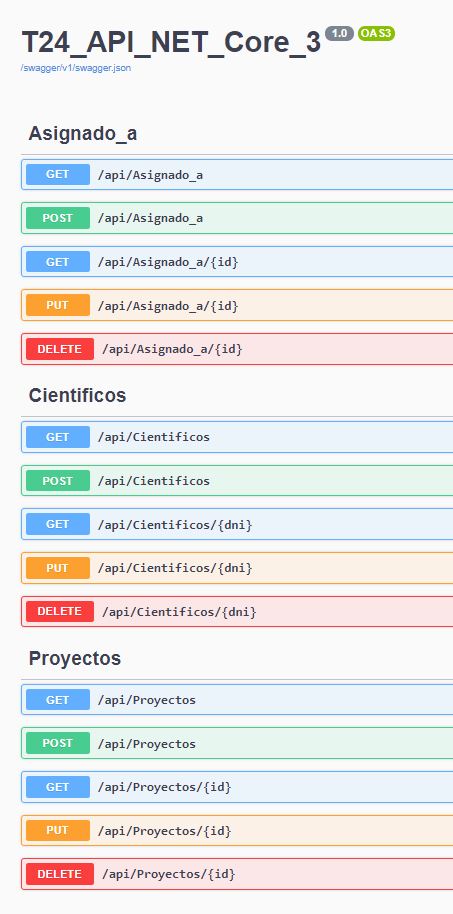 T24_API_NET_Core_3 1.0 OAS3
/swagger/v1/swagger.json
Asignado_a
GET /api/Asignado_a
POST /api/Asignado_a
GET /api/Asignado_a/{id}
PUT /api/Asignado_a/{id}
DELETE /api/Asignado_a/{id}
Cientificos
GET /api/Cientificos
POST /api/Cientificos
GET /api/Cientificos/{dni}
PUT /api/Cientificos/{dni}
DELETE /api/Cientificos/{dni}
Proyectos
GET /api/Proyectos
POST /api/Proyectos
GET /api/Proyectos/{id}
PUT /api/Proyectos/{id}
DELETE /api/Proyectos/{id}